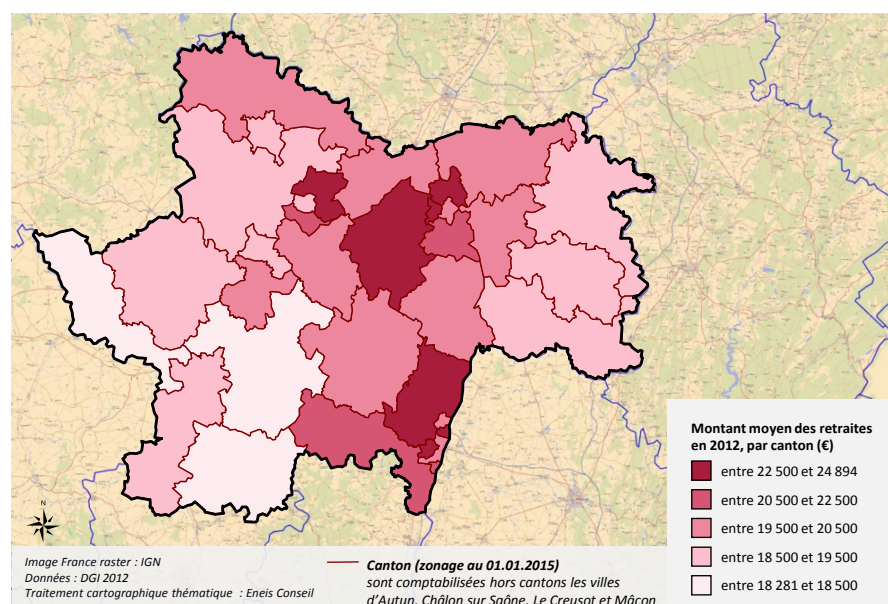 Montant moyen des retraites
en 2012, par canton (€)
entre 22 500 et 24 894
entre 20 500 et 22 500
entre 19 500 et 20 500
entre 18 500 et 19 500
entre 18 281 et 18 500
N
Image France raster : IGN
Données : DGI 2012
Traitement cartographique thématique : Eneis Conseil
Canton (zonage au 01.01.2015)
sont comptabilisées hors cantons les villes
d’Autun, Châlon sur Saône, Le Creusot et Mâcon